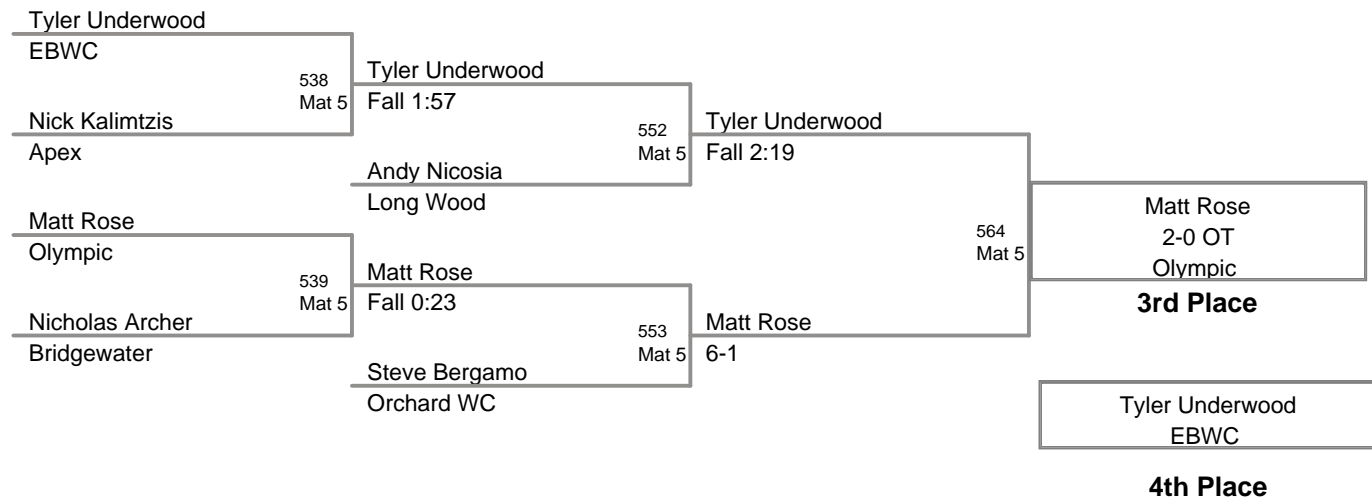 Tyler Underwood
EBWC
538
Mat 5
Nick Kalimtzis
Apex
Tyler Underwood
Fall 1:57
552
Mat 5
Andy Nicosia
Long Wood
Tyler Underwood
Fall 2:19
Matt Rose
Olympic
539
Mat 5
Nicholas Archer
Bridgewater
Matt Rose
Fall 0:23
553
Mat 5
Steve Bergamo
Orchard WC
Matt Rose
6-1
564
Mat 5
Matt Rose
2-0 OT
Olympic
3rd Place
Tyler Underwood
EBWC
4th Place